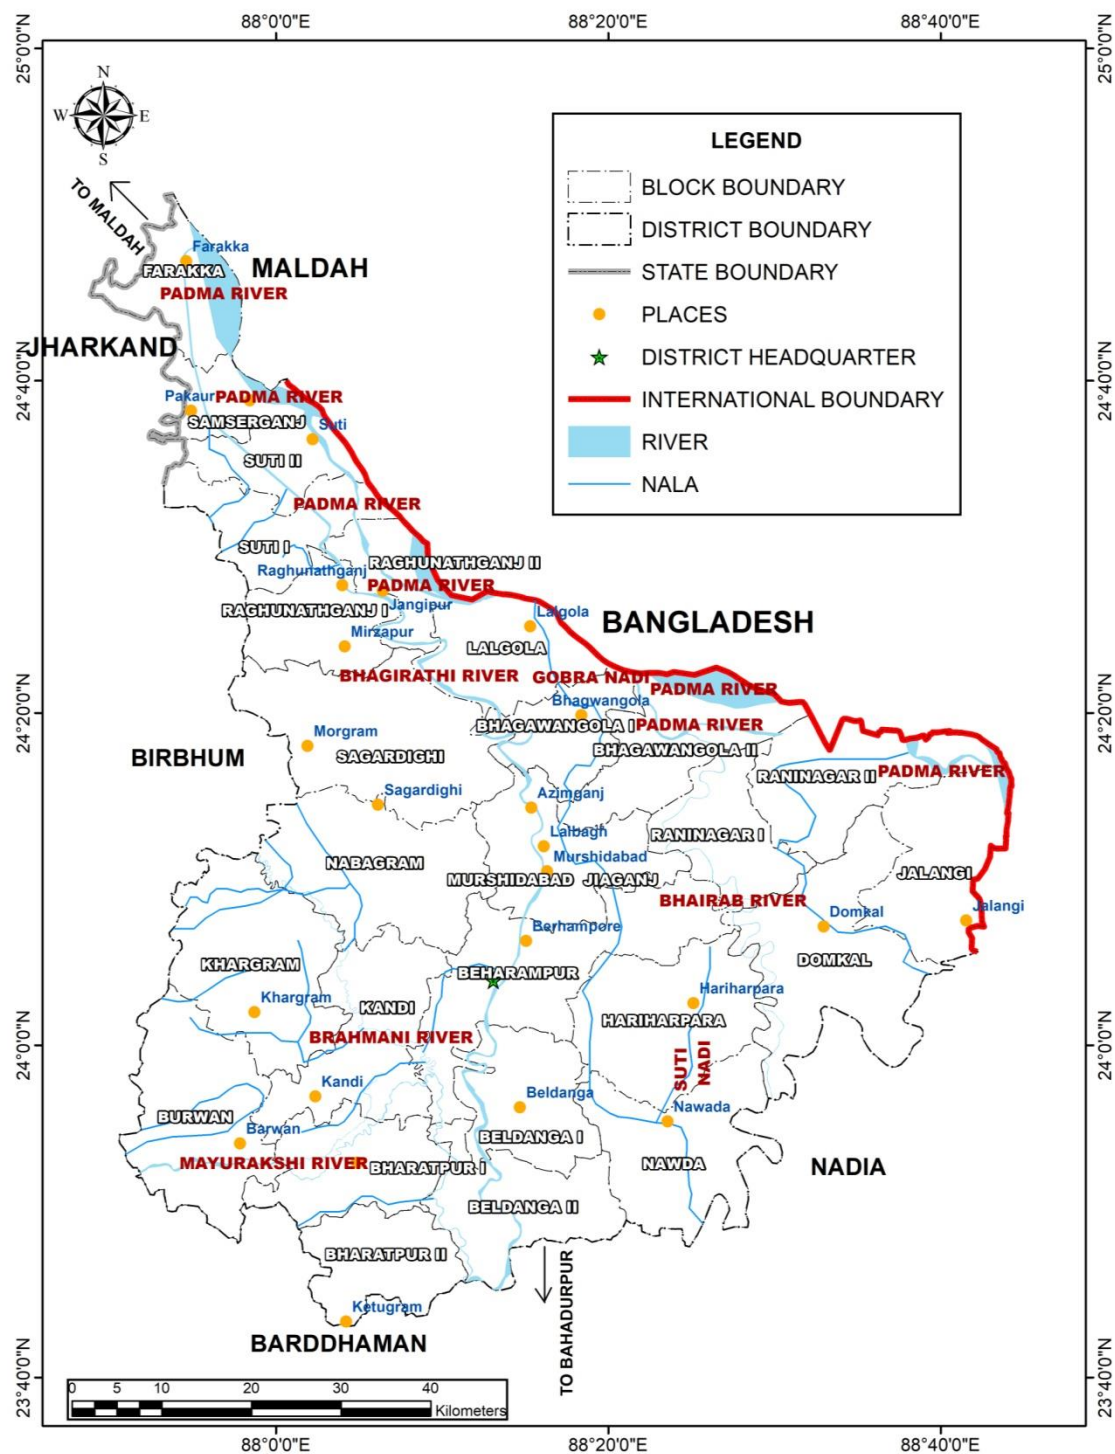 88°0'0"E
88°20'0"E
88°40'0"E
25°0'0"N
25°0'0"N
N
W
E
S
LEGEND
BLOCK BOUNDARY
DISTRICT BOUNDARY
STATE BOUNDARY
PLACES
DISTRICT HEADQUARTER
INTERNATIONAL BOUNDARY
RIVER
NALA
TO MALDAH
Farakka
FARAKKA
MALDAH
PADMA RIVER
JHARKAND
24°40'0"N
24°40'0"N
Pakaur
PADMA RIVER
SAMSERGANJ
Suti
SUTI II
PADMA RIVER
SUTI I
RAGHUNATHGANJ II
Raghunathganj
PADMA RIVER
Jangipur
RAGHUNATHGANJ I
Lalgola
BANGLADESH
Mirzapur
LALGOLA
BHAGIRATHI RIVER
GOBRA NADI
PADMA RIVER
Bhagwangola
24°20'0"N
24°20'0"N
BHAGAWANGOLA I
PADMA RIVER
Morgram
BIRBHUM
SAGARDIGHI
BHAGAWANGOLA II
RANINAGAR II
PADMA RIVER
Sagardighi
Azimganj
Lalbagh
RANINAGAR I
Murshidabad
NABAGRAM
MURSHIDABAD JIAGANJ
JALANGI
BHAIRAB RIVER
Domkal
Jalangi
Berhampore
KHARGRAM
BEHARAMPUR
DOMKAL
Khargram
KANDI
Hariharpara
HARIHARPARA
BRAHMANI RIVER
24°0'0"N
24°0'0"N
SUTI
NADI
Kandi
Beldanga
Nawada
BURWAN
Barwan
BELDANGA I
MAYURAKSHI RIVER
BHARATPUR I
NAWDA
NADIA
BELDANGA II
BHARATPUR II
TO BAHADURPUR
Ketugram
BARDDHAMAN
23°40'0"N
23°40'0"N
0 5 10 20 30 40
Kilometers
88°0'0"E
88°20'0"E
88°40'0"E